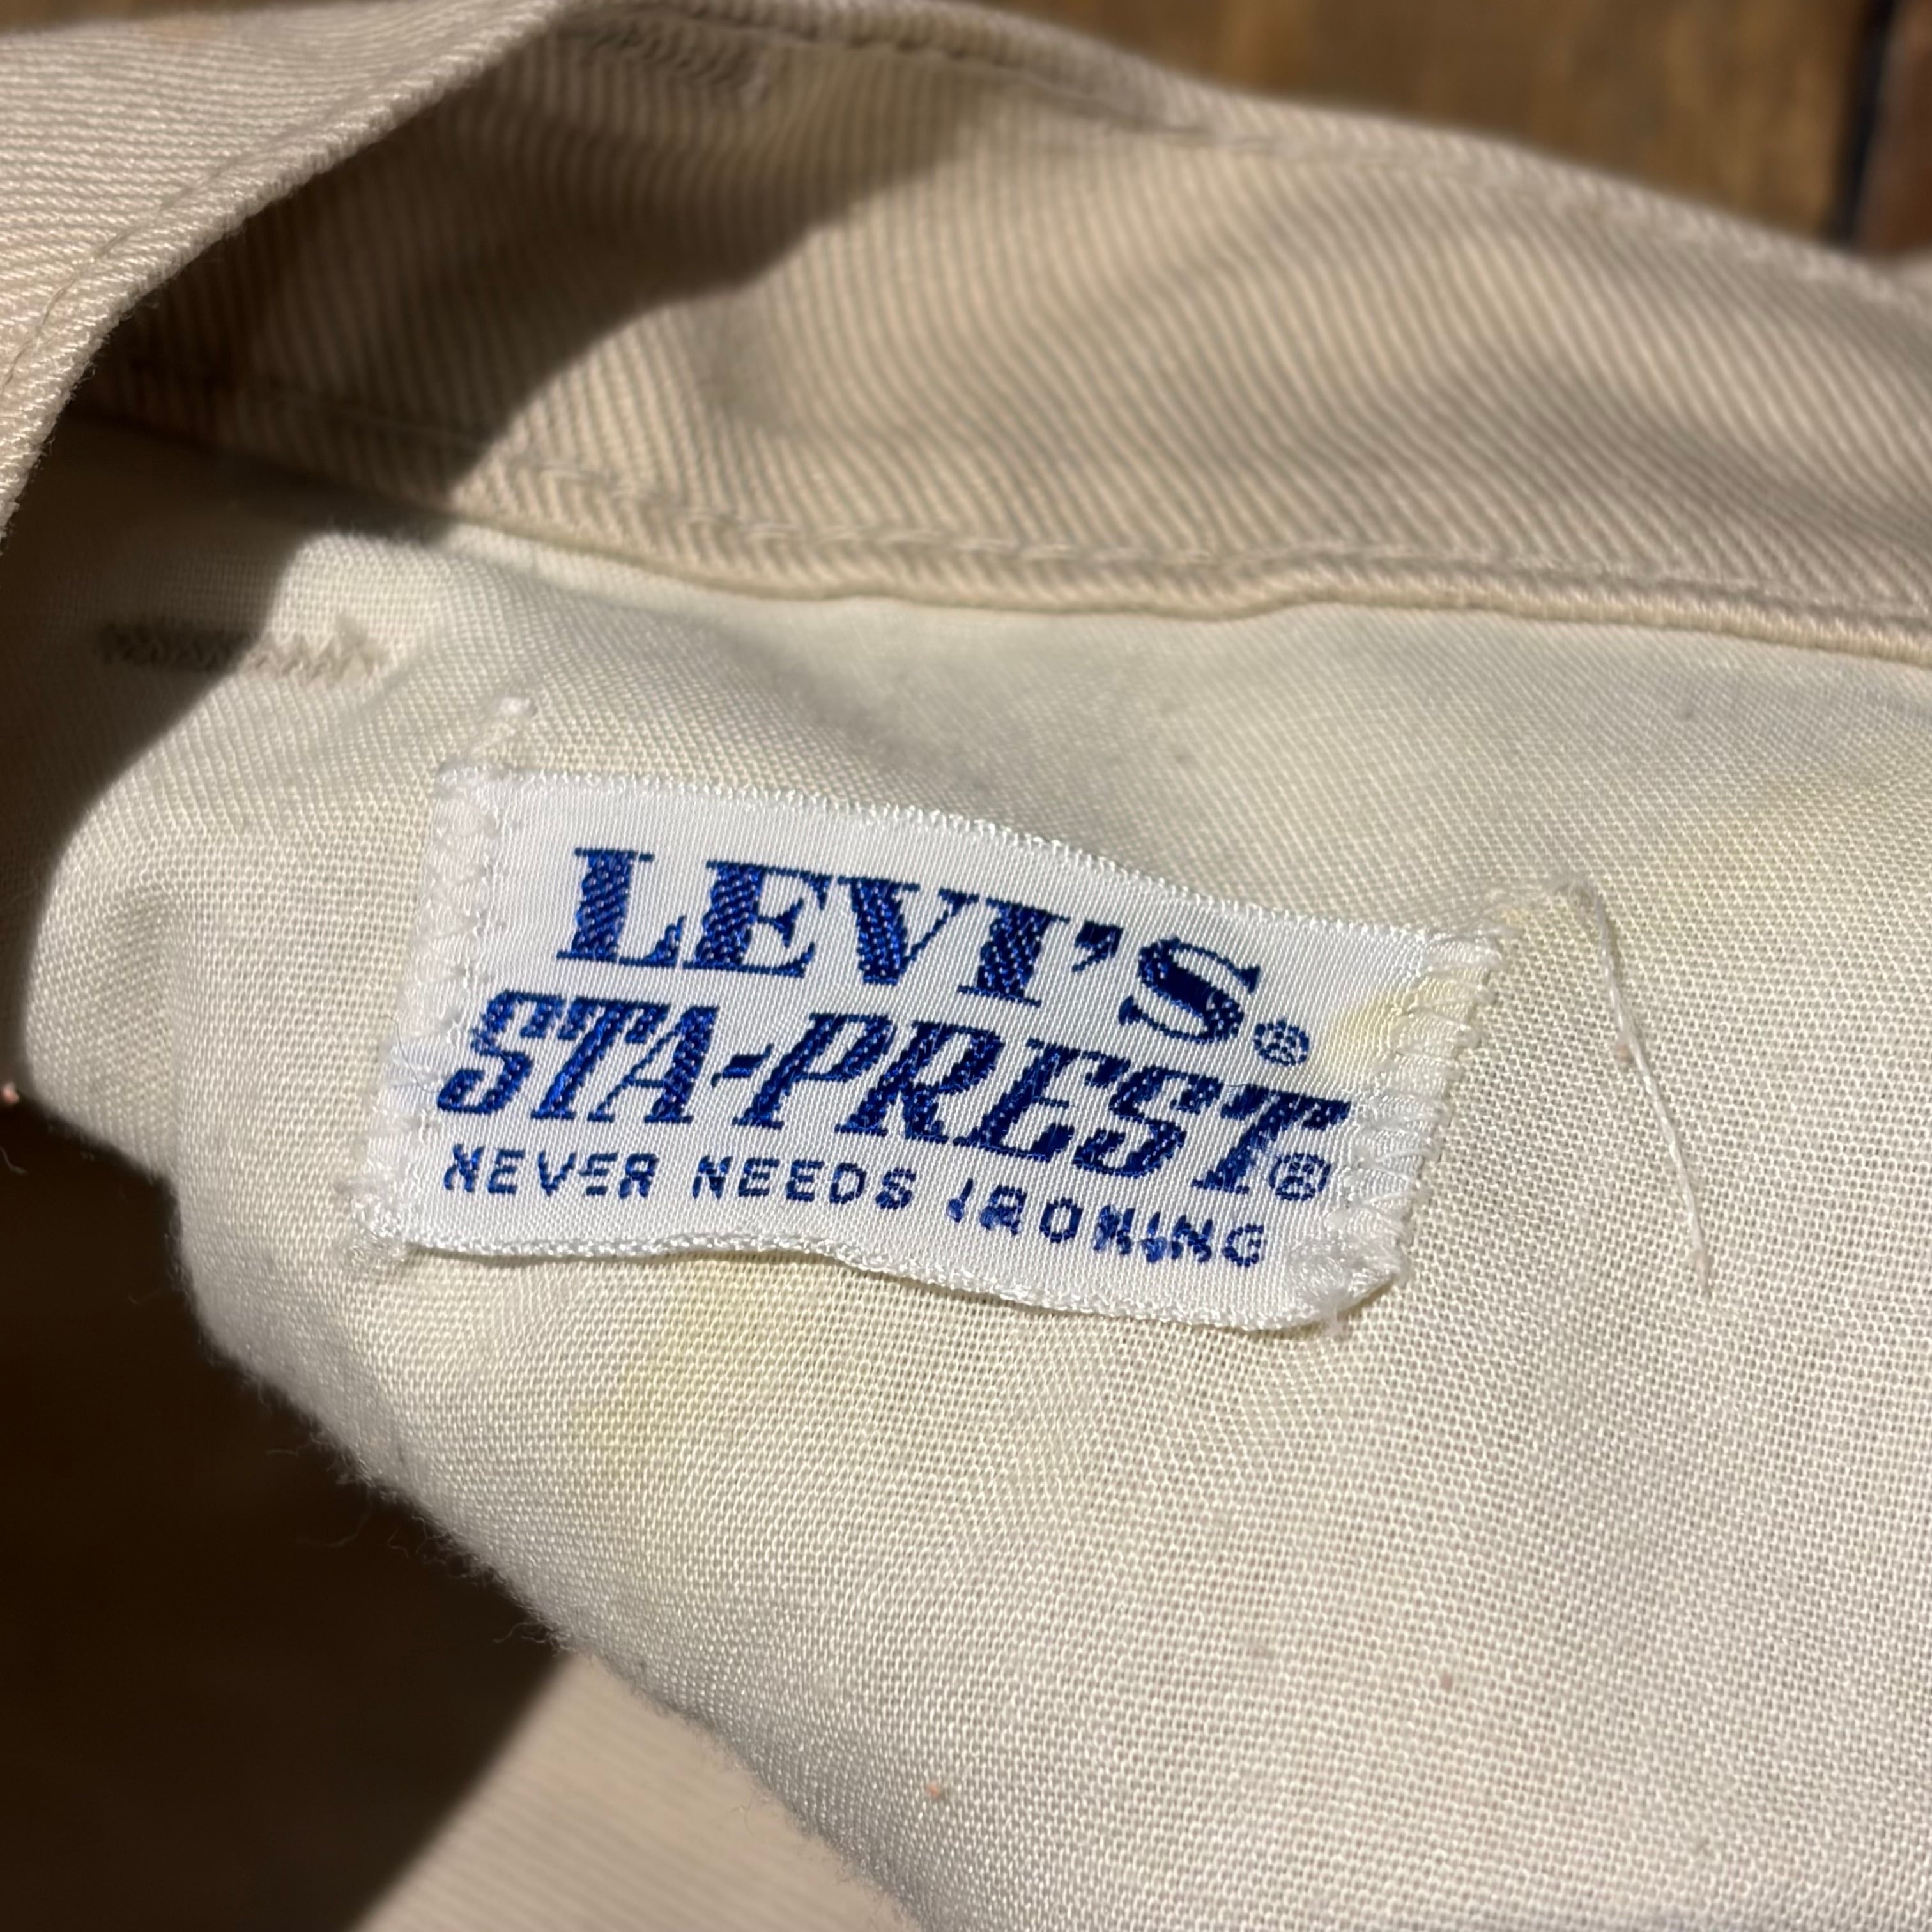 LEVI'S®
STA-PREST®
NEVER NEEDS IRONING